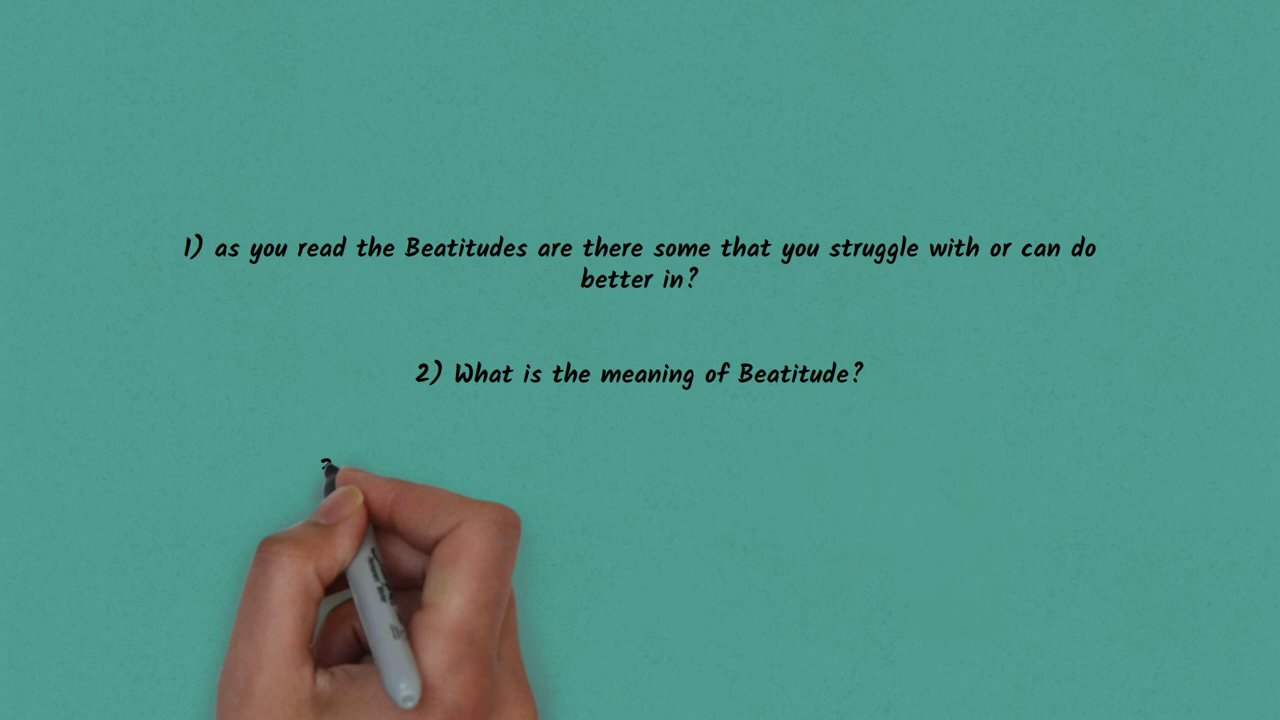 1) as you read the Beatitudes are there some that you struggle with or can do
better in?
2) What is the meaning of Beatitude?